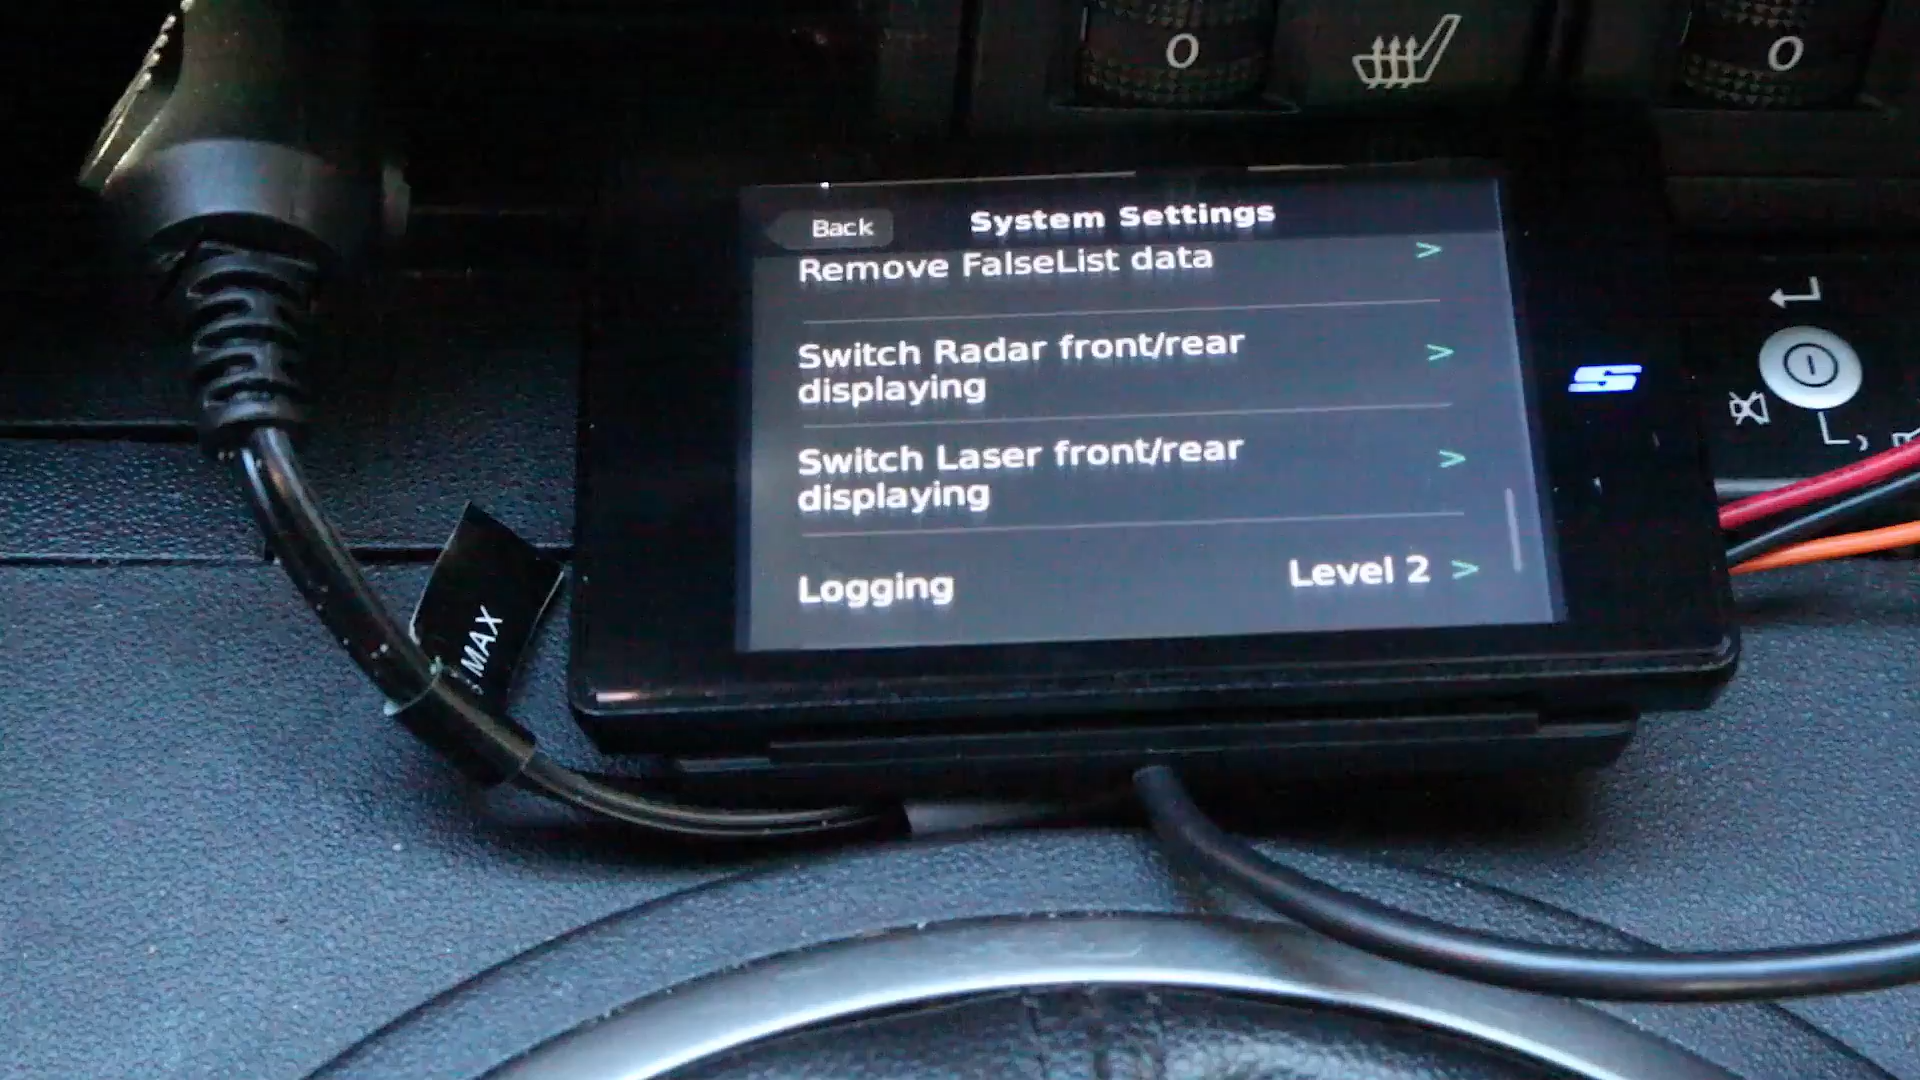 O
O
Back
System Settings
Remove FalseList data
Switch Radar front/rear
displaying
Switch Laser front/rear
displaying
Logging
Level 2
MAX